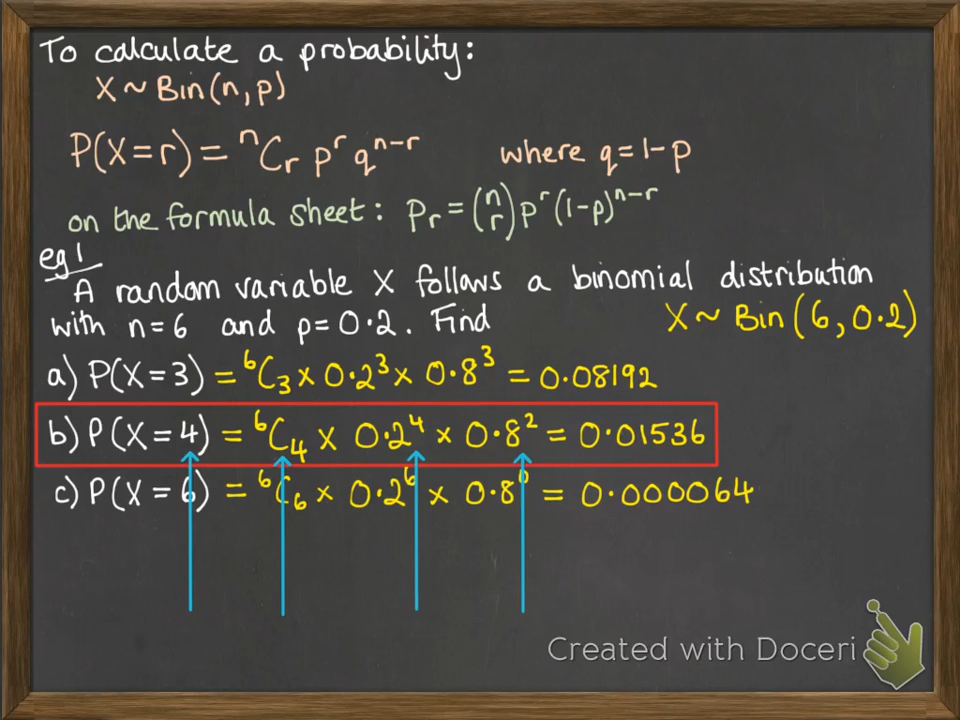 To calculate a probability:
X ~ Bin(n, p)
P(X = r) = ⁿCᵣ pʳ qⁿ⁻ʳ where q = 1 - p
on the formula sheet: Pr = (n r) pʳ (1-p)ⁿ⁻ʳ
eg 1
A random variable X follows a binomial distribution
with n = 6 and p = 0·2. Find X ~ Bin(6, 0·2)
a) P(X = 3) = ⁶C₃ × 0·2³ × 0·8³ = 0·08192
b) P(X = 4) = ⁶C₄ × 0·2⁴ × 0·8² = 0·01536
c) P(X = 6) = ⁶C₆ × 0·2⁶ × 0·8⁰ = 0·000064
Created with Doceri